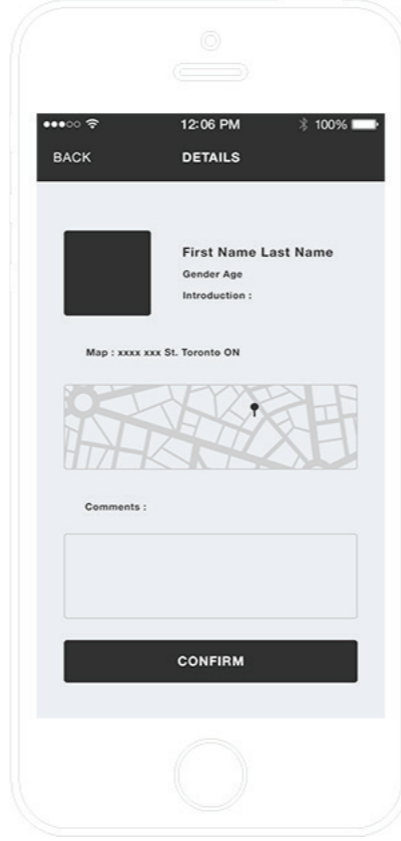 12:06 PM 100%
BACK DETAILS
First Name Last Name
Gender Age
Introduction :
Map : xxxx xxx St. Toronto ON
Comments :
CONFIRM